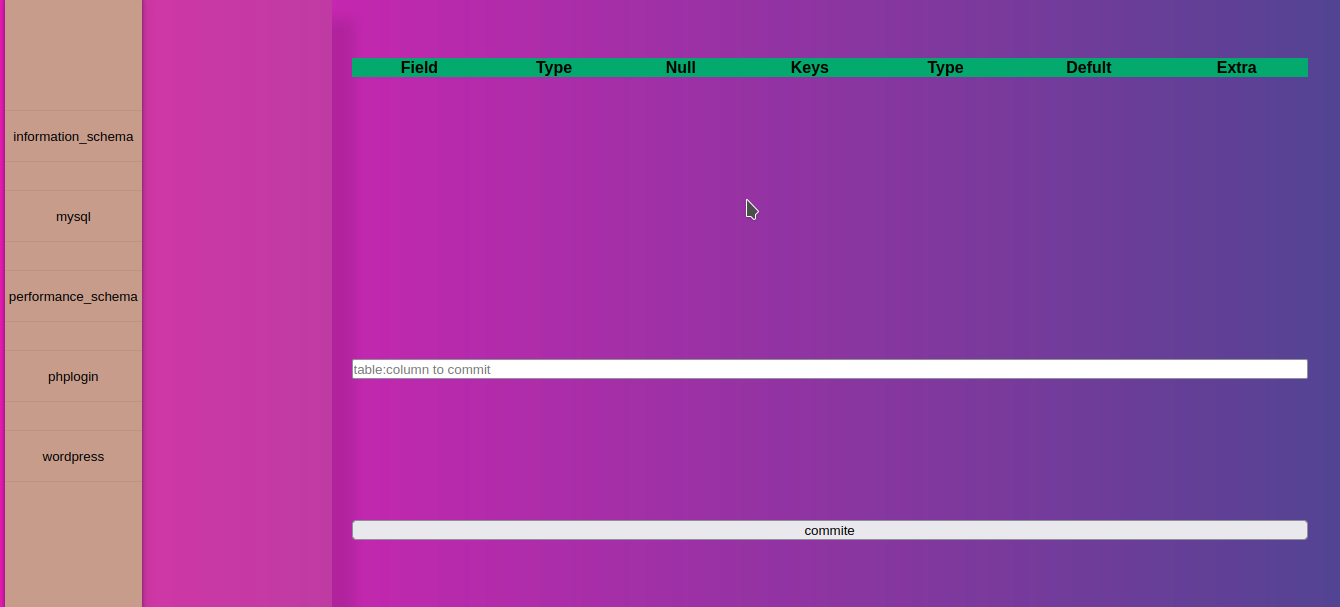 Field Type Null Keys Type Defult Extra
information_schema
mysql
performance_schema
table:column to commit
phplogin
wordpress
commite